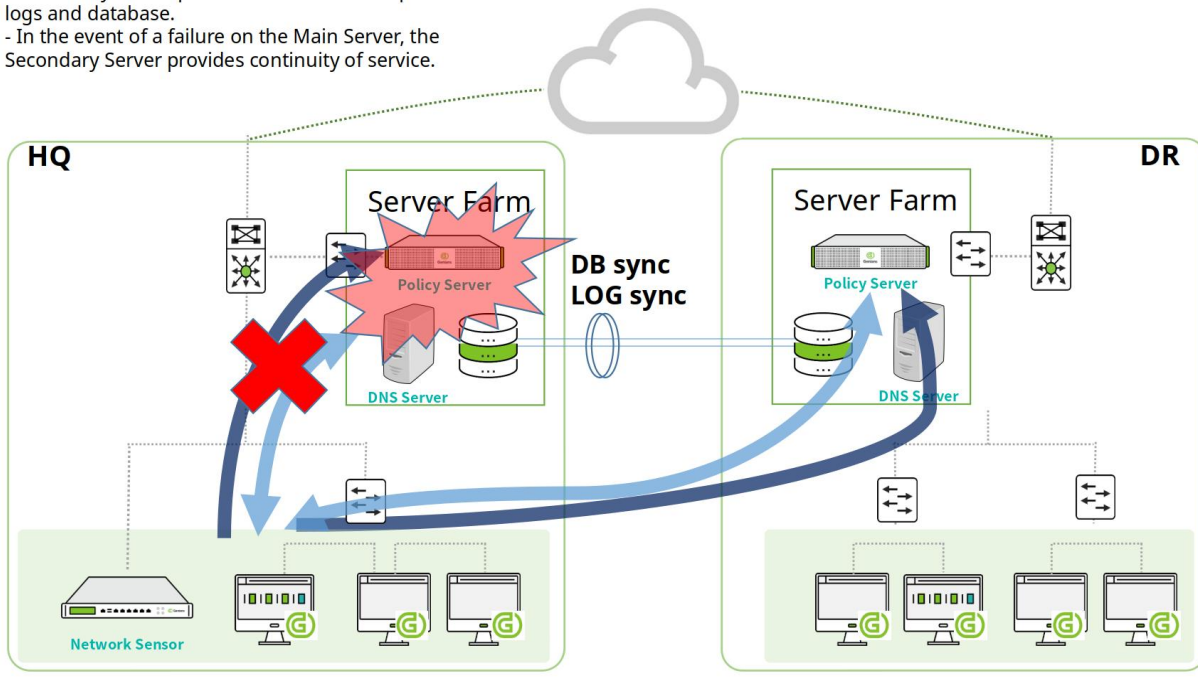 logs and database.
- In the event of a failure on the Main Server, the
Secondary Server provides continuity of service.
HQ
DR
Server Farm
Server Farm
Policy Server
DB sync
LOG sync
Policy Server
DNS Server
DNS Server
Network Sensor